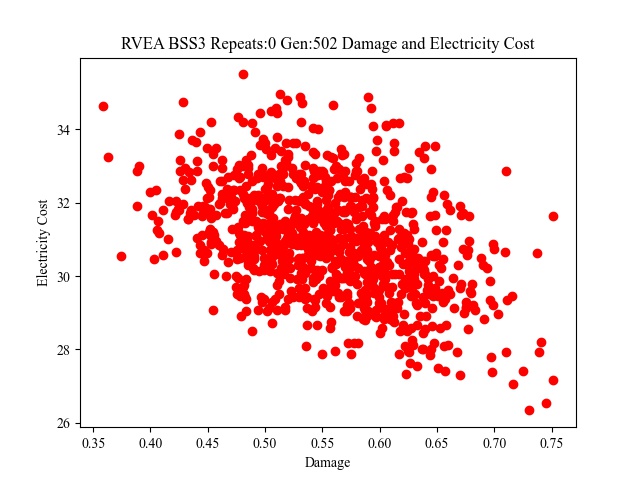 RVEA BSS3 Repeats:0 Gen:502 Damage and Electricity Cost
34
32
30
28
26
Electricity Cost
0.35 0.40 0.45 0.50 0.55 0.60 0.65 0.70 0.75
Damage